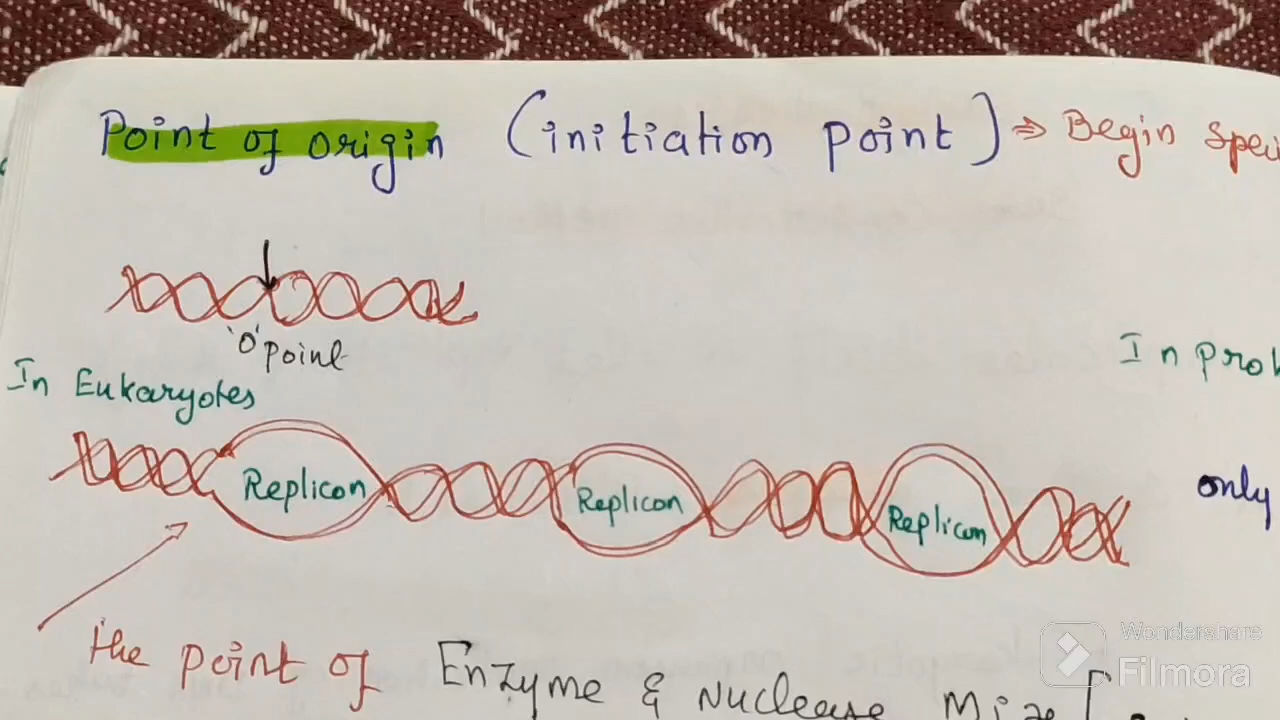 Point of origin (initiation point) ⇒ Begin
'O' point
In Eukaryotes
In
Replicon Replicon Replicon
only
the point of Enzyme & Nuclease
Wondershare
Filmora